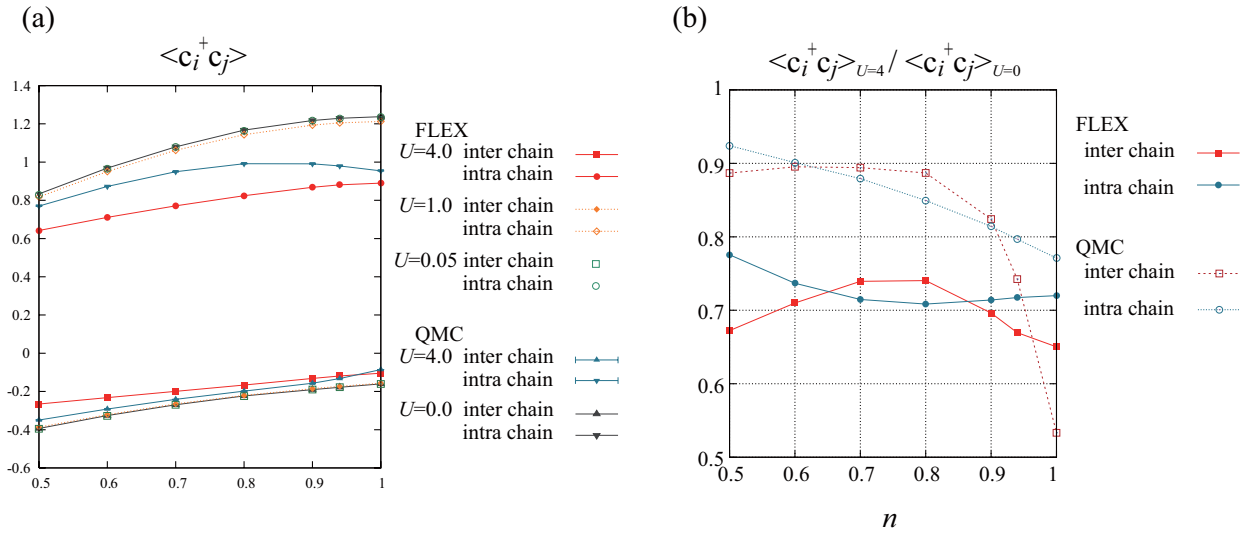 (a)
<c_i^†c_j>
1.4
1.2
1
0.8
0.6
0.4
0.2
0
-0.2
-0.4
-0.6
0.5 0.6 0.7 0.8 0.9 1
FLEX
U=4.0 inter chain
intra chain
U=1.0 inter chain
intra chain
U=0.05 inter chain
intra chain
QMC
U=4.0 inter chain
intra chain
U=0.0 inter chain
intra chain
(b)
<c_i^†c_j>_{U=4} / <c_i^†c_j>_{U=0}
1
0.9
0.8
0.7
0.6
0.5
0.5 0.6 0.7 0.8 0.9 1
n
FLEX
inter chain
intra chain
QMC
inter chain
intra chain